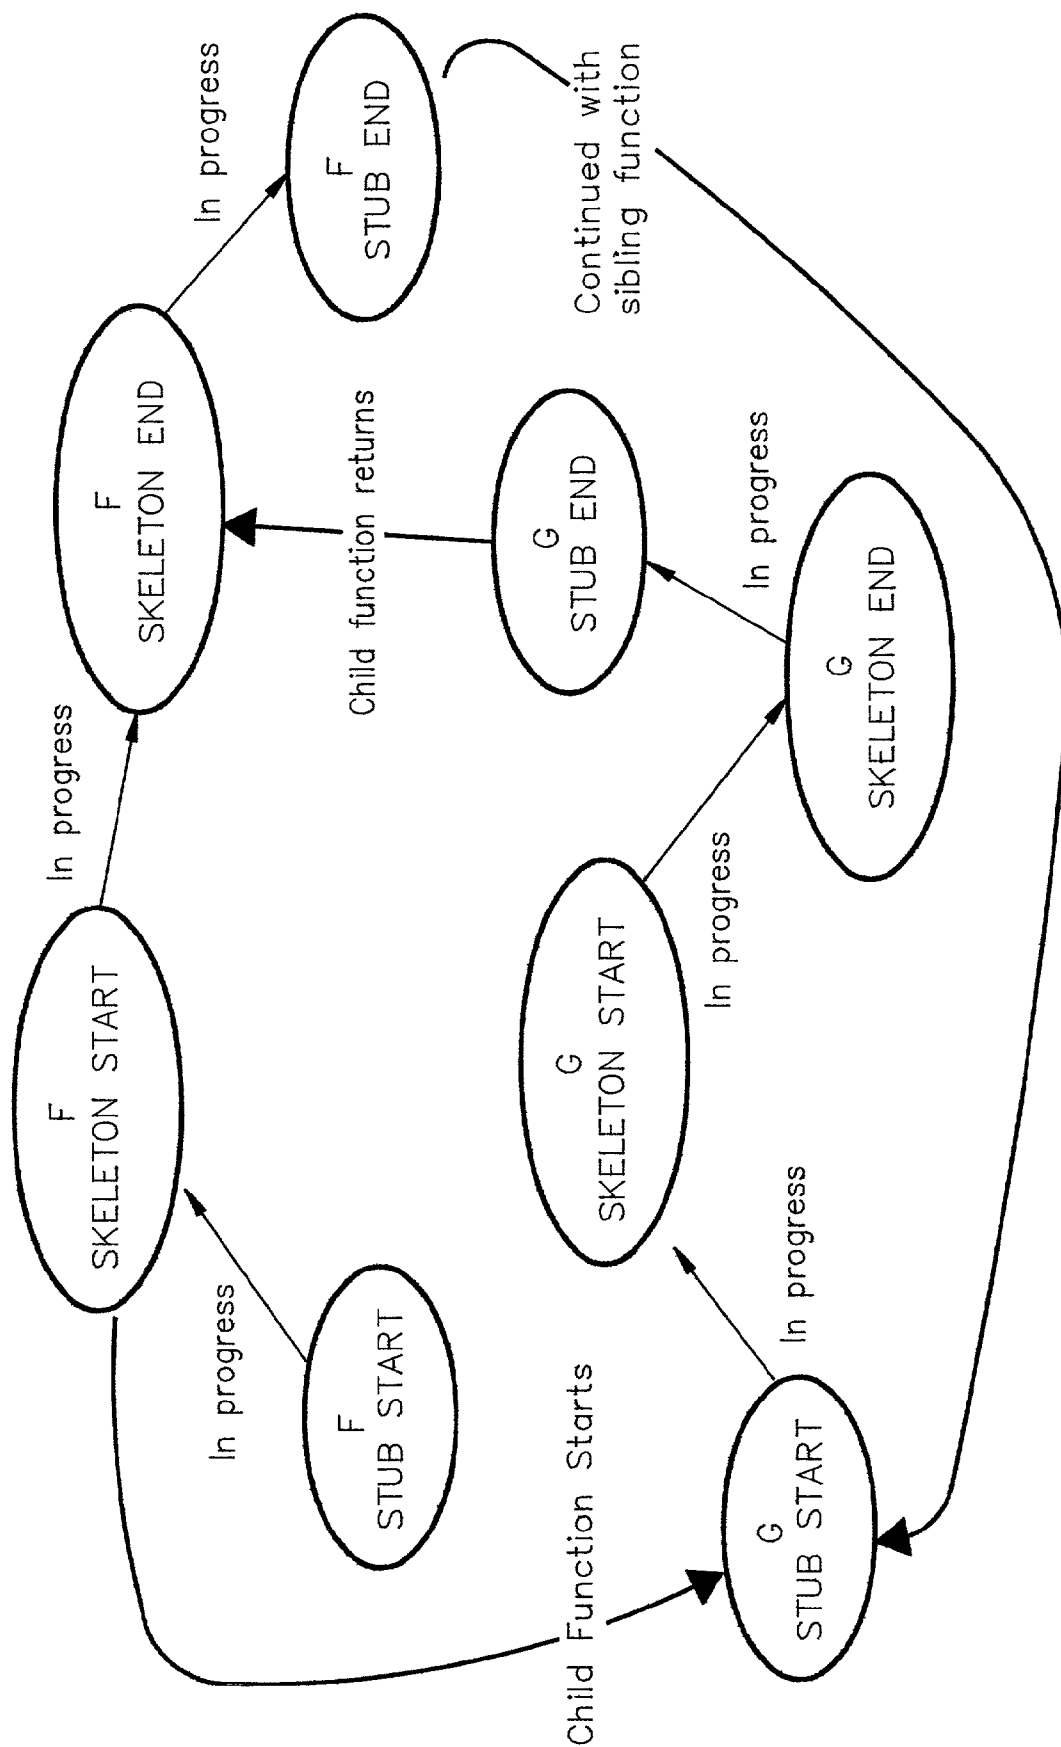 F
STUB START
In progress
F
SKELETON START
In progress
F
SKELETON END
In progress
F
STUB END
Child Function Starts
Child function returns
Continued with
sibling function
G
STUB START
In progress
G
SKELETON START
In progress
G
SKELETON END
In progress
G
STUB END